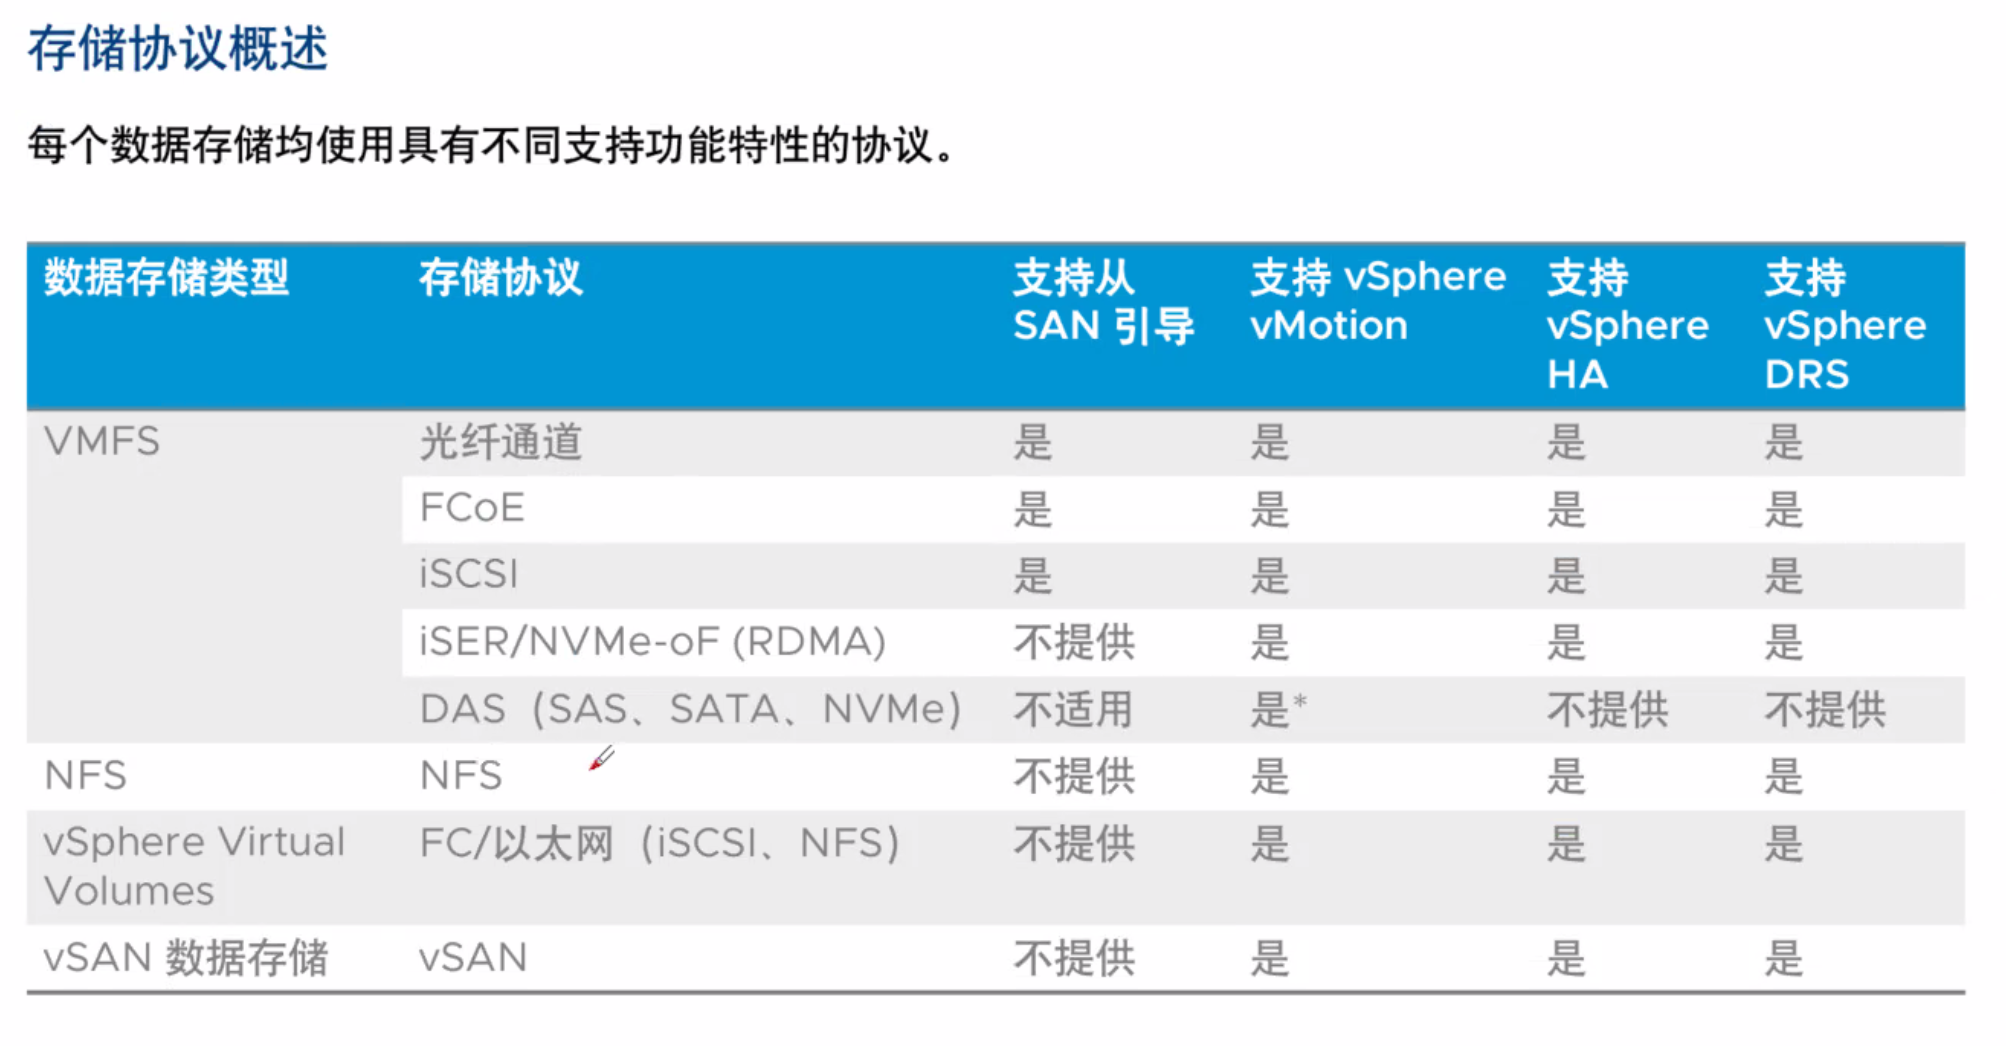 存储协议概述
每个数据存储均使用具有不同支持功能特性的协议。
数据存储类型 存储协议 支持从 支持 vSphere 支持 支持
SAN 引导 vMotion vSphere vSphere
HA DRS
VMFS 光纤通道 是 是 是 是
FCoE 是 是 是 是
iSCSI 是 是 是 是
iSER/NVMe-oF (RDMA) 不提供 是 是 是
DAS（SAS、SATA、NVMe） 不适用 是* 不提供 不提供
NFS NFS 不提供 是 是 是
vSphere Virtual FC/以太网（iSCSI、NFS） 不提供 是 是 是
Volumes
vSAN 数据存储 vSAN 不提供 是 是 是